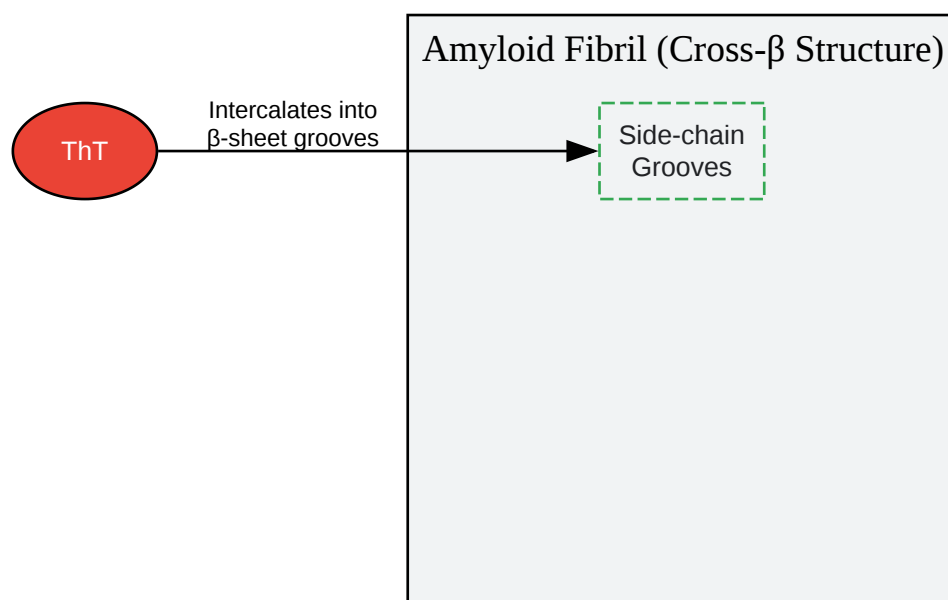 Amyloid Fibril (Cross-β Structure)
Intercalates into
β-sheet grooves
ThT
Side-chain
Grooves